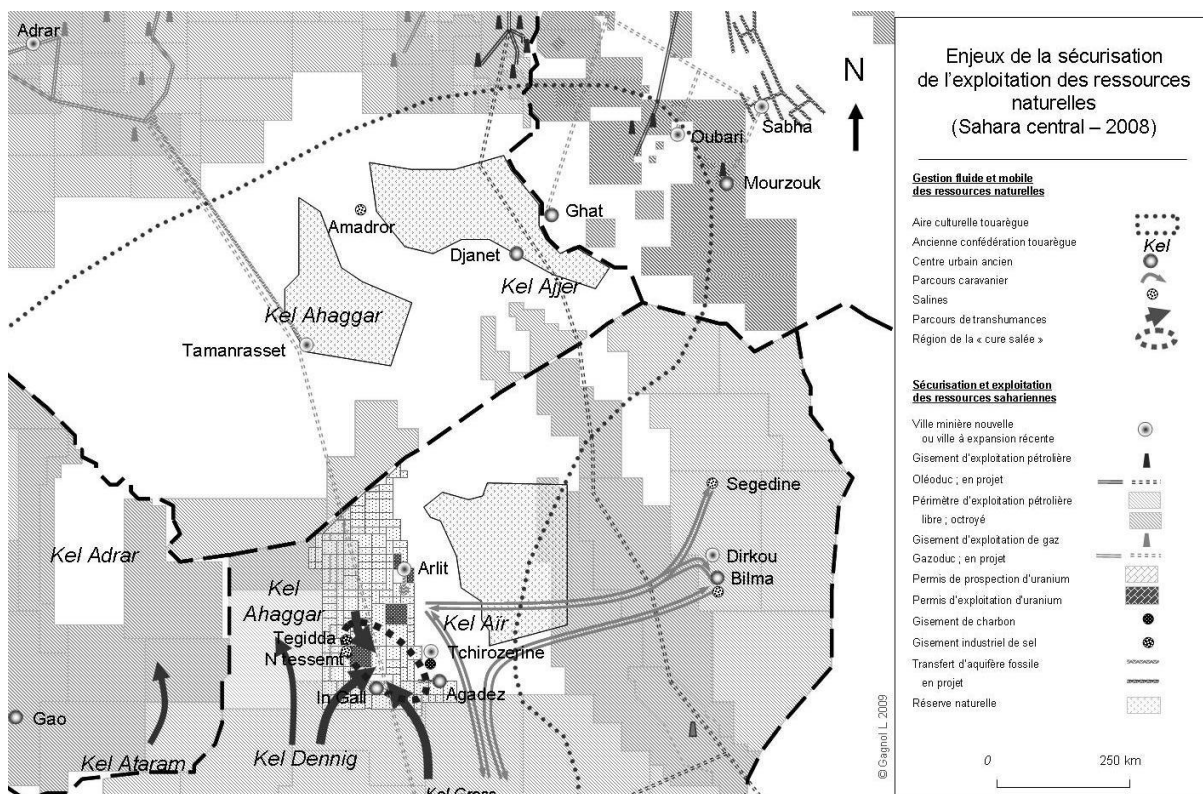 Adrar
N
Sabha
Oubari
Mourzouk
Ghat
Amadror
Djanet
Kel Ajjer
Kel Ahaggar
Tamanrasset
Segedine
Kel Adrar
Arlit
Dirkou
Bilma
Kel
Ahaggar
Kel Aïr
Tegidda
N'tessemt
Tchirozerine
In Gall
Agadez
Gao
Kel Ataram
Kel Dennig
Kel Gress
Enjeux de la sécurisation
de l'exploitation des ressources
naturelles
(Sahara central – 2008)
Gestion fluide et mobile
des ressources naturelles
Aire culturelle touarègue
Ancienne confédération touarègue
Kel
Centre urbain ancien
Parcours caravanier
Salines
Parcours de transhumances
Région de la « cure salée »
Sécurisation et exploitation
des ressources sahariennes
Ville minière nouvelle
ou ville à expansion récente
Gisement d'exploitation pétrolière
Oléoduc ; en projet
Périmètre d'exploitation pétrolière
libre ; octroyé
Gisement d'exploitation de gaz
Gazoduc ; en projet
Permis de prospection d'uranium
Permis d'exploitation d'uranium
Gisement de charbon
Gisement industriel de sel
Transfert d'aquifère fossile
en projet
Réserve naturelle
0 250 km
© Gagnol L 2009